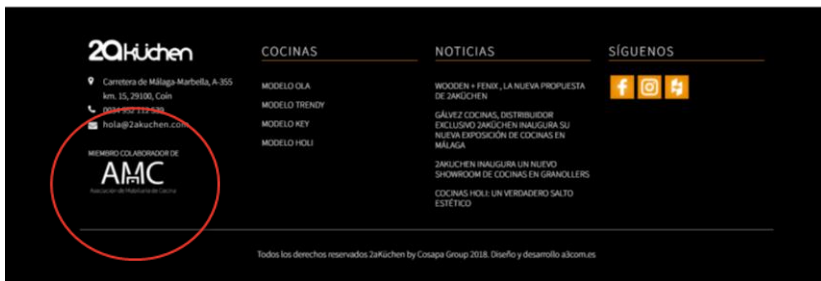 2aküchen
Carretera de Málaga-Marbella, A-355
km. 15, 29100, Coín
0034 952 112 539
hola@2akuchen.com
MIEMBRO COLABORADOR DE
AMC
Asociación de Mobiliario de Cocina
COCINAS
MODELO OLA
MODELO TRENDY
MODELO KEY
MODELO HOLI
NOTICIAS
WOODEN + FENIX , LA NUEVA PROPUESTA
DE 2AKÜCHEN
GÁLVEZ COCINAS, DISTRIBUIDOR
EXCLUSIVO 2AKÜCHEN INAUGURA SU
NUEVA EXPOSICIÓN DE COCINAS EN
MÁLAGA
2AKUCHEN INAUGURA UN NUEVO
SHOWROOM DE COCINAS EN GRANOLLERS
COCINAS HOLI: UN VERDADERO SALTO
ESTÉTICO
SÍGUENOS
Todos los derechos reservados 2aKüchen by Cosapa Group 2018. Diseño y desarrollo a3com.es